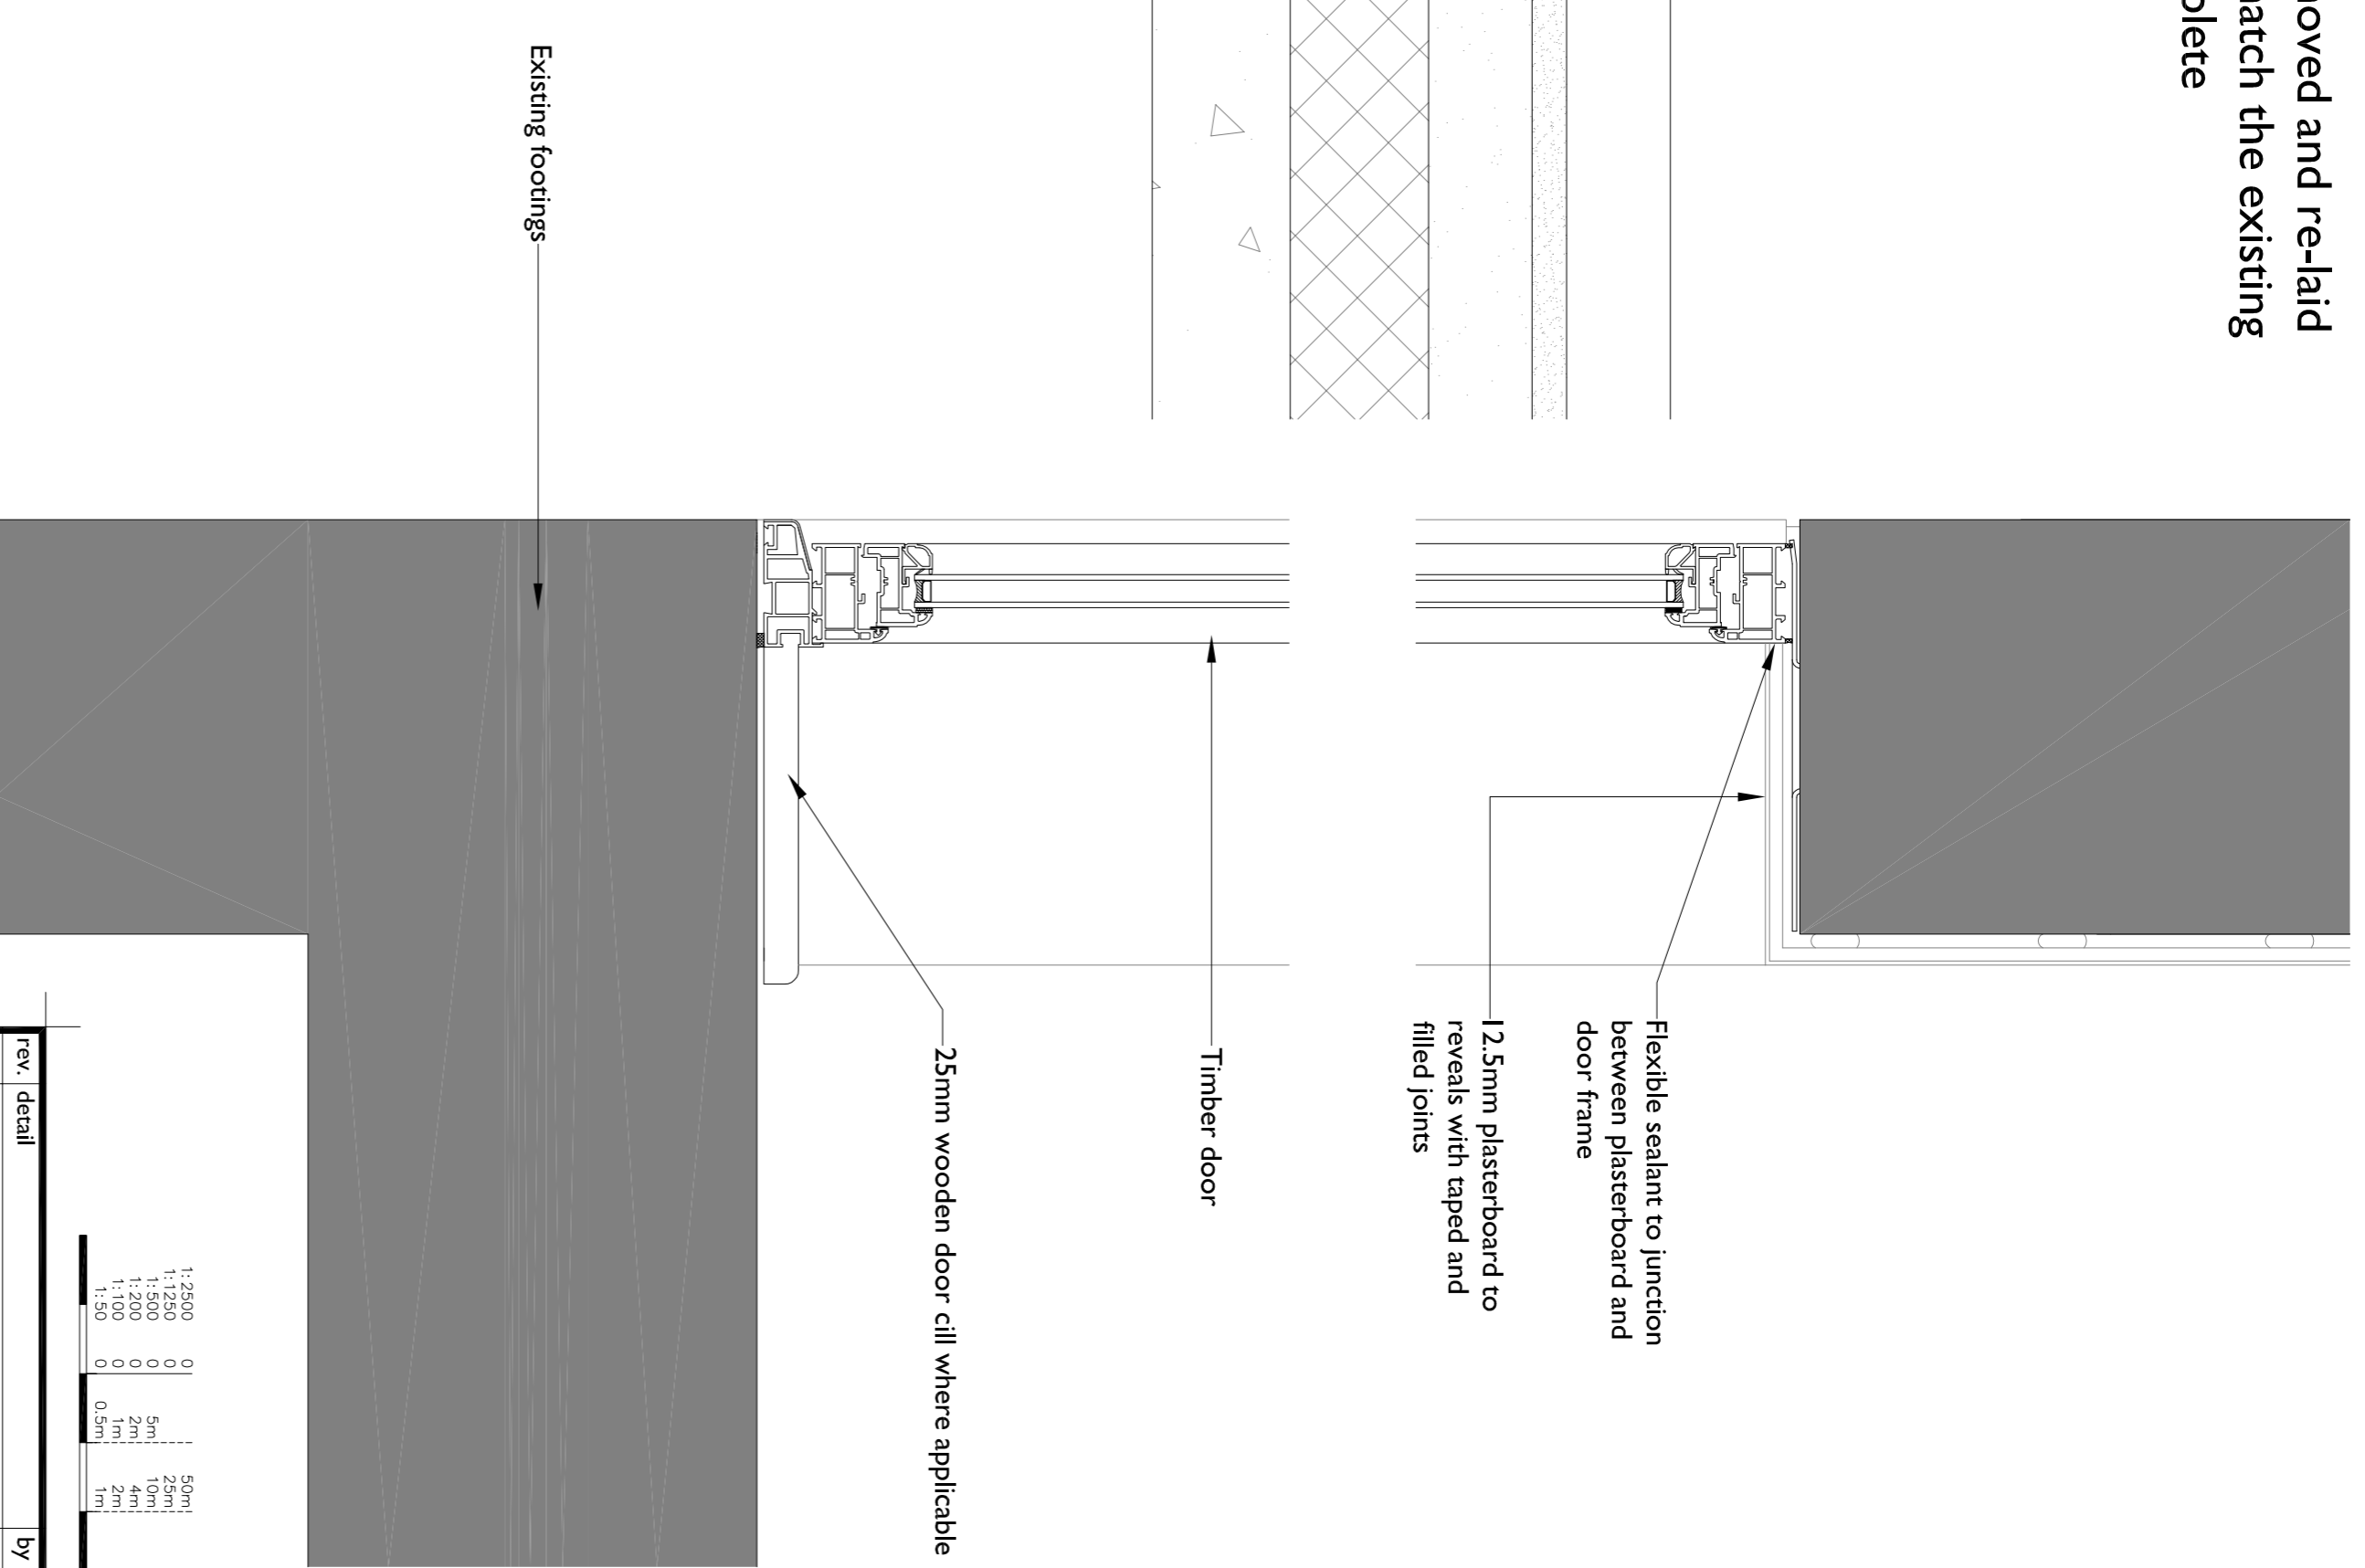 and re-laid
the existing
Flexible sealant to junction
between plasterboard and
door frame
12.5mm plasterboard to
reveals with taped and
filled joints
Timber door
25mm wooden door cill where applicable
Existing footings
1: 2500 0 50m
1: 1250 0 25m
1: 500 0 5m 10m
1: 200 0 2m 4m
1: 100 0 1m 2m
1: 50 0 0.5m 1m
rev. detail by